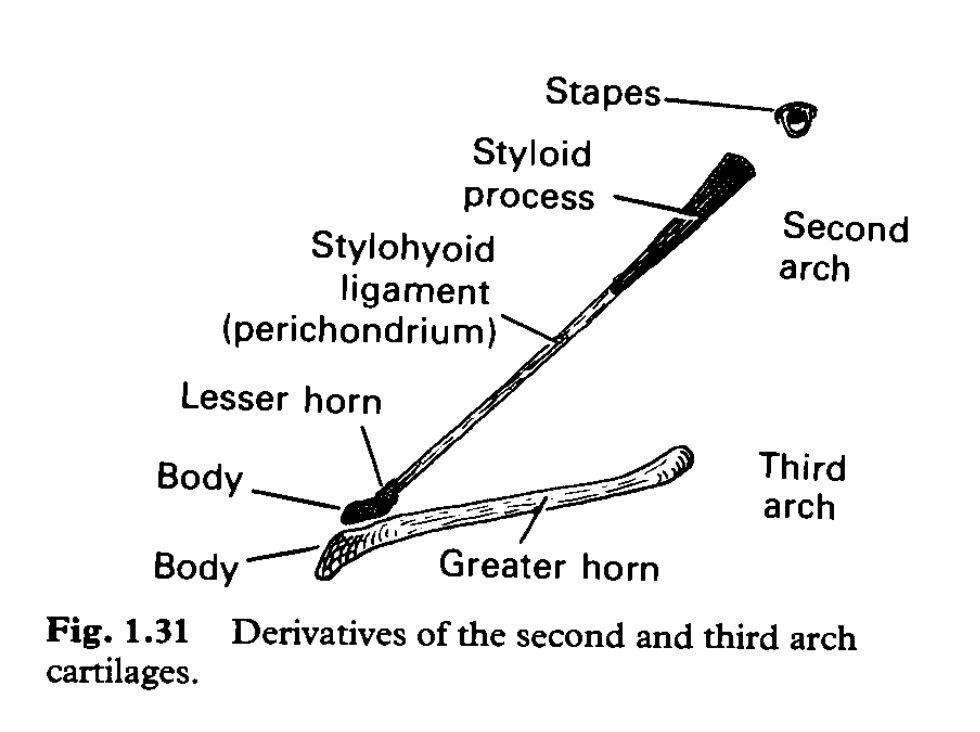 Stapes
Styloid
process
Second
arch
Stylohyoid
ligament
(perichondrium)
Lesser horn
Body
Third
arch
Body
Greater horn
Fig. 1.31 Derivatives of the second and third arch
cartilages.